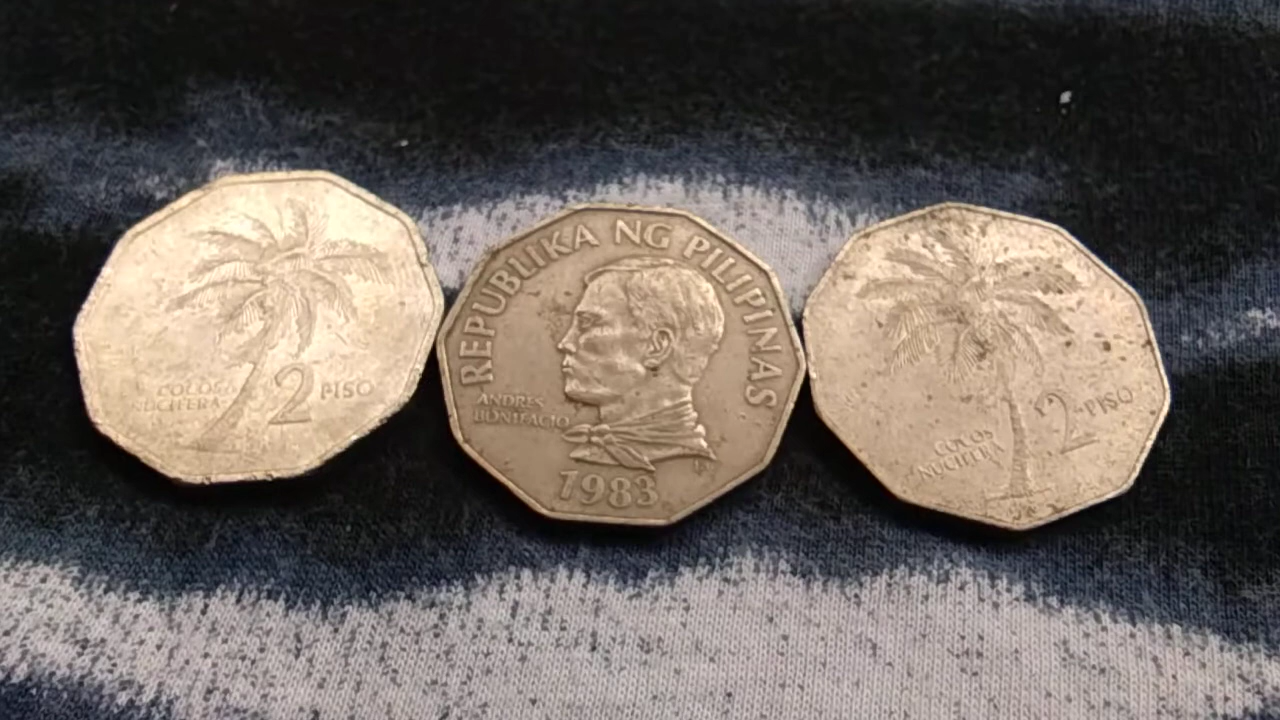 COCOS
NUCIFERA
2 PISO
REPUBLIKA NG PILIPINAS
ANDRES
BONIFACIO
1983
COCOS
NUCIFERA
2 PISO